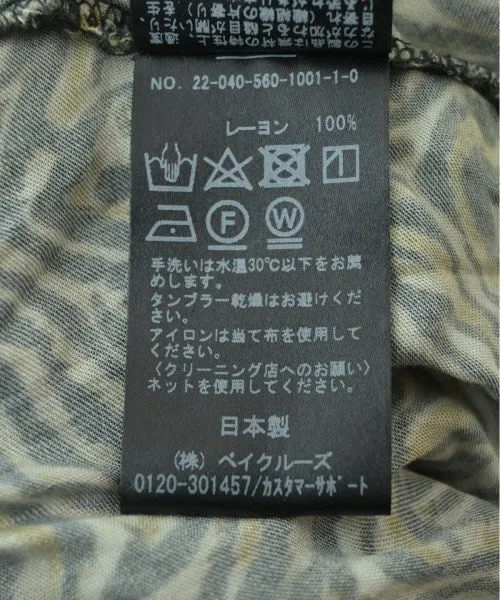 NO. 22-040-560-1001-1-0
レーヨン 100%
F
W
手洗いは水温30℃以下をお薦
めします。
タンブラー乾燥はお避けくださ
い。
アイロンは当て布を使用して
ください。
〈クリーニング店へのお願い〉
ネットを使用してください。
日本製
(株) ベイクルーズ
0120-301457/カスタマーサポート